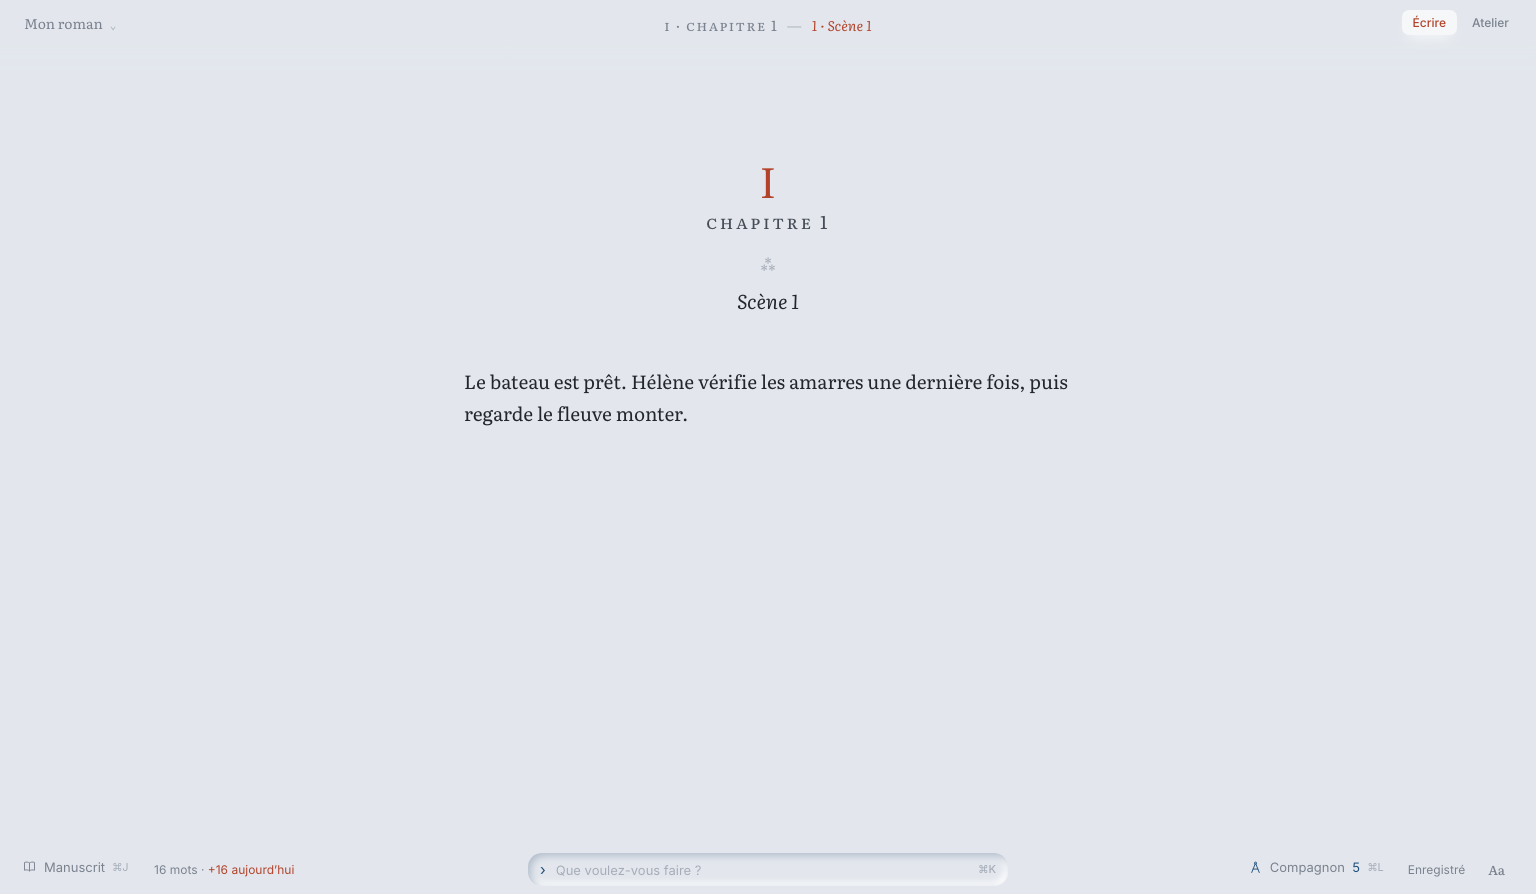 Mon roman
I · CHAPITRE 1 — 1 · Scène 1
Écrire
Atelier
I
CHAPITRE 1
⁂
Scène 1
Le bateau est prêt. Hélène vérifie les amarres une dernière fois, puis
regarde le fleuve monter.
Manuscrit ⌘J
16 mots · +16 aujourd'hui
› Que voulez-vous faire ? ⌘K
Compagnon 5 ⌘L
Enregistré
Aa